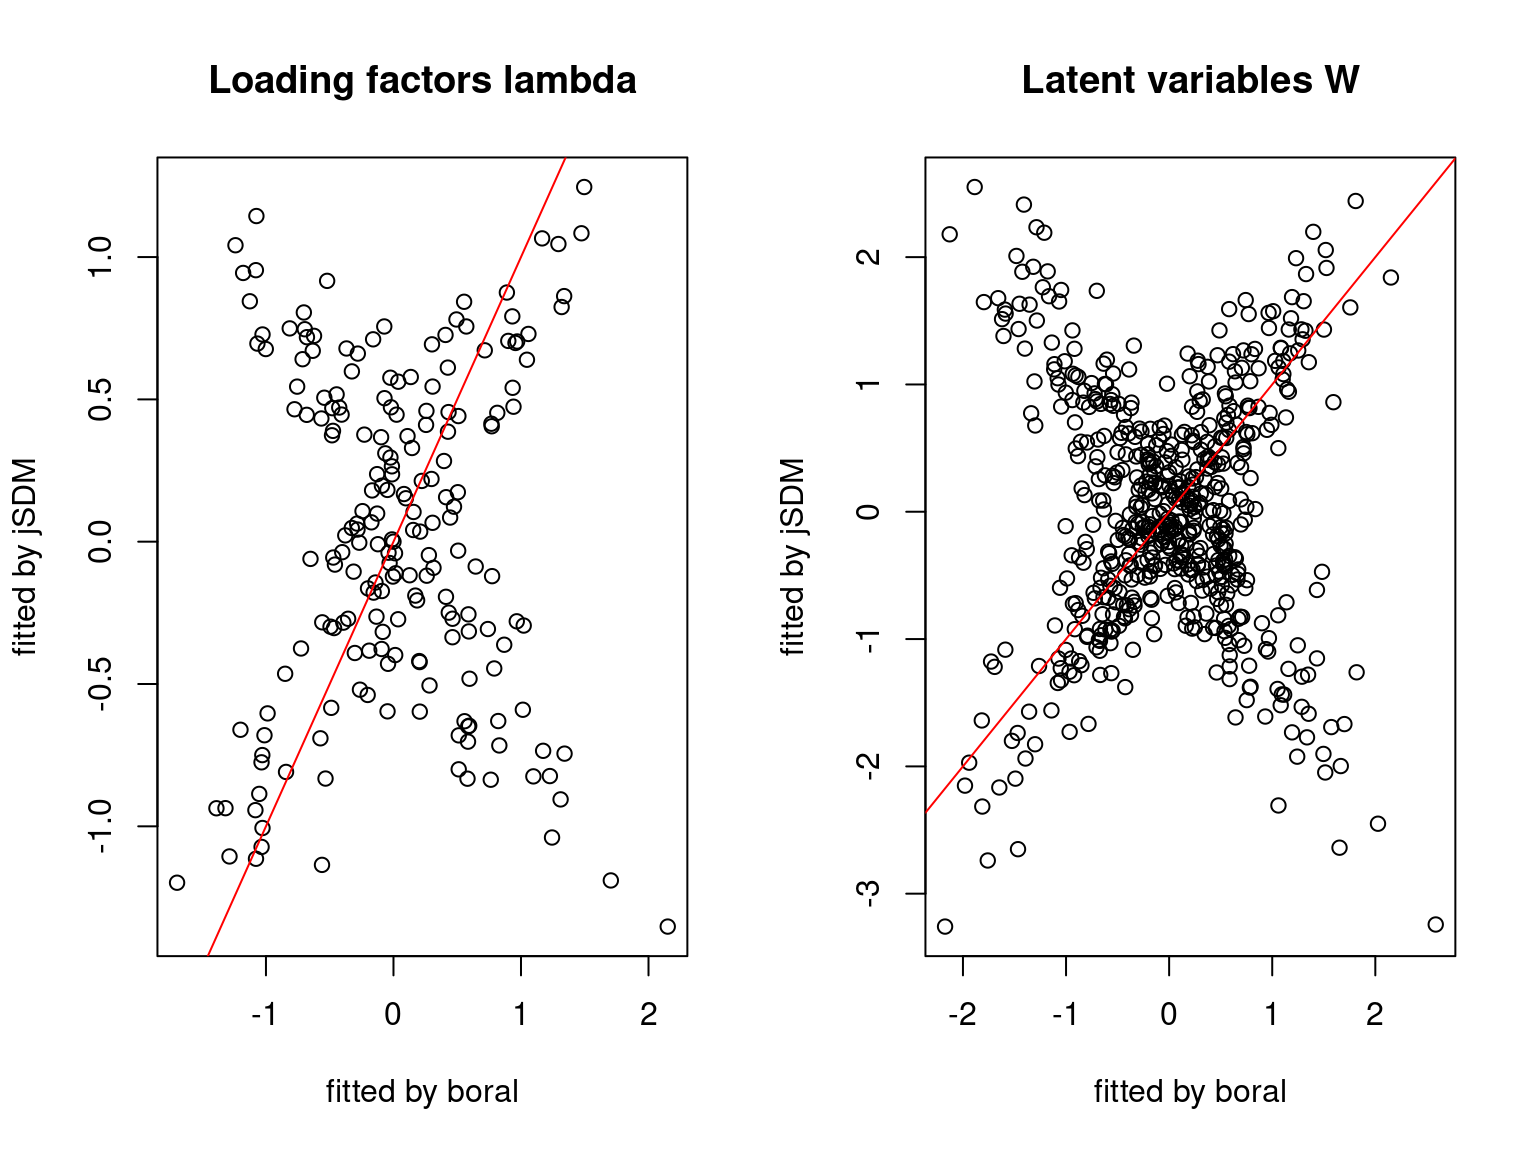 Loading factors lambda
fitted by jSDM
1.0
0.5
0.0
-0.5
-1.0
-1 0 1 2
fitted by boral
Latent variables W
fitted by jSDM
2
1
0
-1
-2
-3
-2 -1 0 1 2
fitted by boral